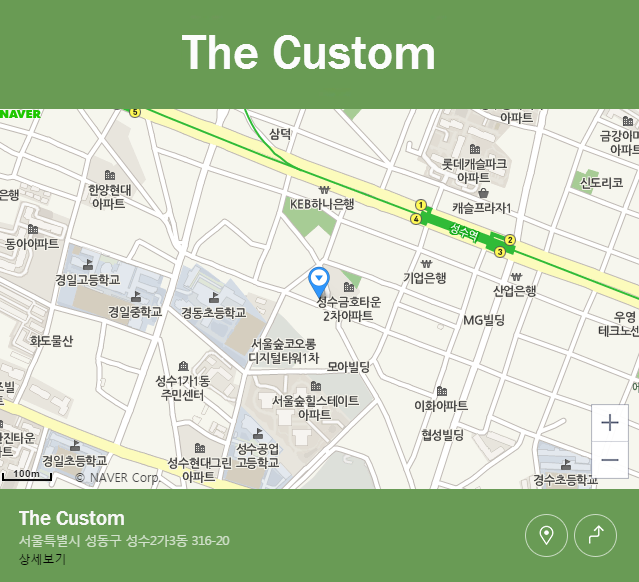 The Custom
NAVER
5
삼덕
아파트
금강아미
아파트
롯데캐슬파크
아파트
신도리코
은행
한양현대
아파트
KEB하나은행
캐슬프라자1
1
4
성수역
2
3
동아아파트
경일고등학교
경일중학교
경동초등학교
성수금호타운
2차아파트
기업은행
산업은행
MG빌딩
우영
테크노센
화도물산
서울숲코오롱
디지털타워1차
모아빌딩
성수1가1동
주민센터
서울숲힐스테이트
아파트
이화아파트
협성빌딩
경일초등학교
성수현대그린
아파트
성수공업
고등학교
경수초등학교
100m
© NAVER Corp.
The Custom
서울특별시 성동구 성수2가3동 316-20
상세보기